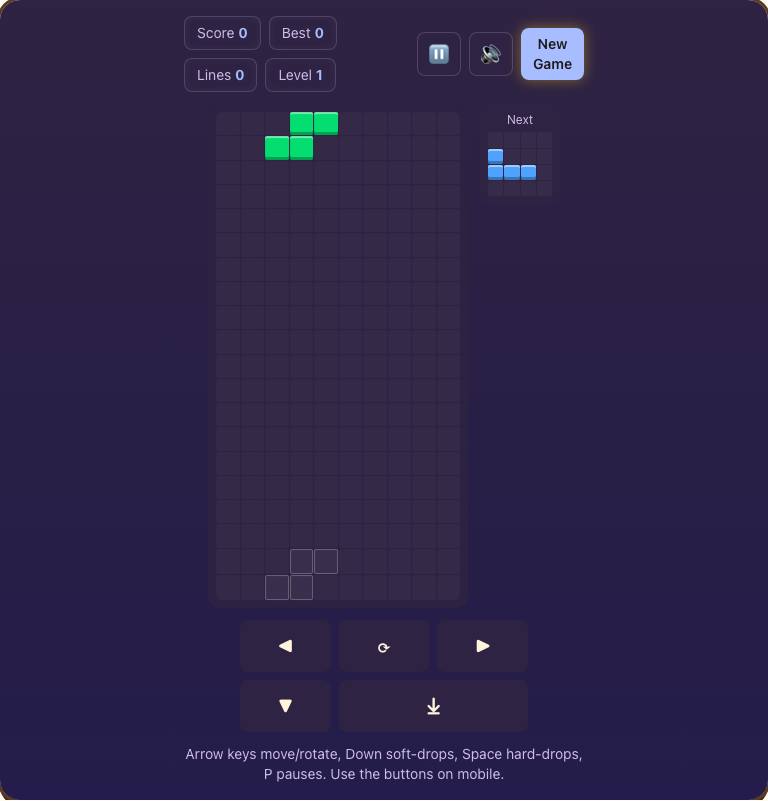 Score 0
Best 0
Lines 0
Level 1
New
Game
Next
Arrow keys move/rotate, Down soft-drops, Space hard-drops,
P pauses. Use the buttons on mobile.